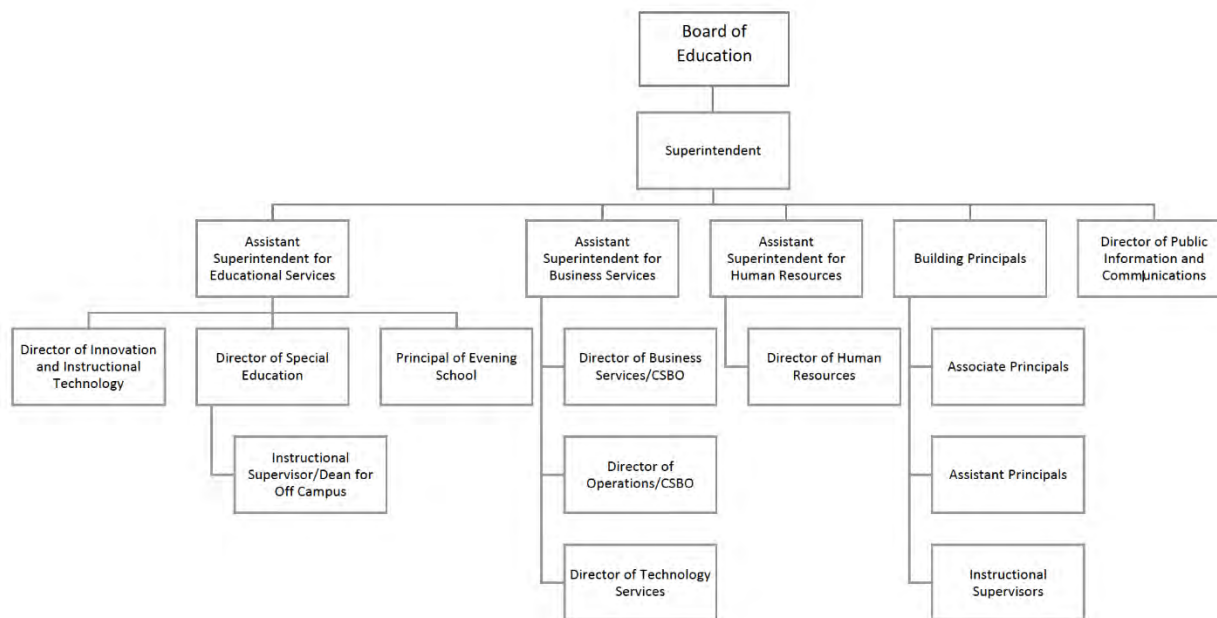 Board of
Education
Superintendent
Assistant
Superintendent for
Educational Services
Assistant
Superintendent for
Business Services
Assistant
Superintendent for
Human Resources
Building Principals
Director of Public
Information and
Communications
Director of Innovation
and Instructional
Technology
Director of Special
Education
Principal of Evening
School
Director of Business
Services/CSBO
Director of Human
Resources
Associate Principals
Instructional
Supervisor/Dean for
Off Campus
Director of
Operations/CSBO
Assistant Principals
Director of Technology
Services
Instructional
Supervisors